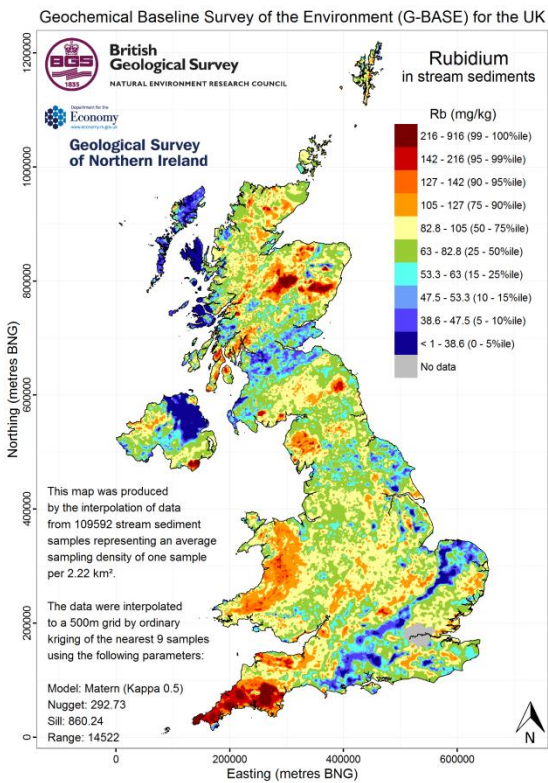 Geochemical Baseline Survey of the Environment (G-BASE) for the UK
British
Geological Survey
NATURAL ENVIRONMENT RESEARCH COUNCIL
BGS
1835
Department for the
Economy
www.economy-ni.gov.uk
Geological Survey
of Northern Ireland
Rubidium
in stream sediments
Rb (mg/kg)
216 - 916 (99 - 100%ile)
142 - 216 (95 - 99%ile)
127 - 142 (90 - 95%ile)
105 - 127 (75 - 90%ile)
82.8 - 105 (50 - 75%ile)
63 - 82.8 (25 - 50%ile)
53.3 - 63 (15 - 25%ile)
47.5 - 53.3 (10 - 15%ile)
38.6 - 47.5 (5 - 10%ile)
< 1 - 38.6 (0 - 5%ile)
No data
This map was produced
by the interpolation of data
from 109592 stream sediment
samples representing an average
sampling density of one sample
per 2.22 km².
The data were interpolated
to a 500m grid by ordinary
kriging of the nearest 9 samples
using the following parameters:
Model: Matern (Kappa 0.5)
Nugget: 292.73
Sill: 860.24
Range: 14522
N
Northing (metres BNG)
1200000
1000000
800000
600000
400000
200000
0
0
200000
400000
600000
Easting (metres BNG)